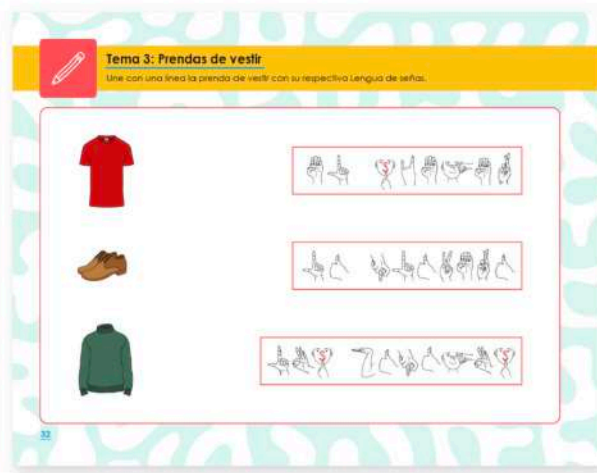 Tema 3: Prendas de vestir
Une con una línea la prenda de vestir con su respectiva Lengua de señas.
32